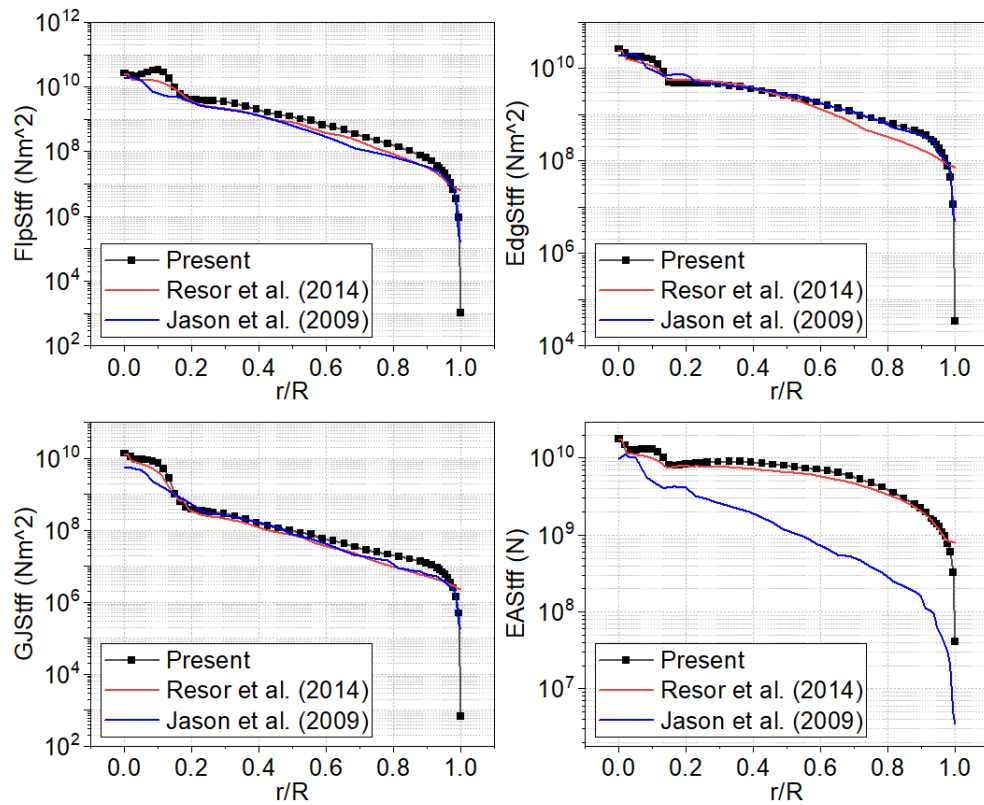 FlpStff (Nm^2)
10^12
10^10
10^8
10^6
10^4
10^2
Present
Resor et al. (2014)
Jason et al. (2009)
0.0 0.2 0.4 0.6 0.8 1.0
r/R
EdgStff (Nm^2)
10^10
10^8
10^6
10^4
Present
Resor et al. (2014)
Jason et al. (2009)
0.0 0.2 0.4 0.6 0.8 1.0
r/R
GJStff (Nm^2)
10^10
10^8
10^6
10^4
10^2
Present
Resor et al. (2014)
Jason et al. (2009)
0.0 0.2 0.4 0.6 0.8 1.0
r/R
EAStff (N)
10^10
10^9
10^8
10^7
Present
Resor et al. (2014)
Jason et al. (2009)
0.0 0.2 0.4 0.6 0.8 1.0
r/R